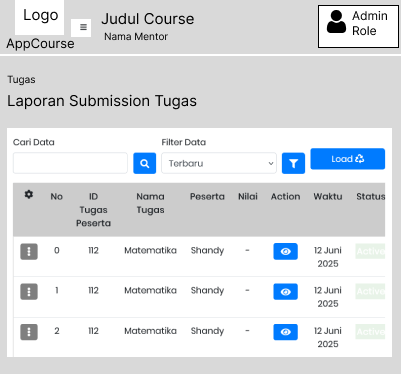 Logo
AppCourse
Judul Course
Nama Mentor
Admin
Role
Tugas
Laporan Submission Tugas
Cari Data
Filter Data
Terbaru
Load
No
ID
Tugas
Peserta
Nama
Tugas
Peserta
Nilai
Action
Waktu
Status
0 112 Matematika Shandy - 12 Juni
2025
Active
1 112 Matematika Shandy - 12 Juni
2025
Active
2 112 Matematika Shandy - 12 Juni
2025
Active